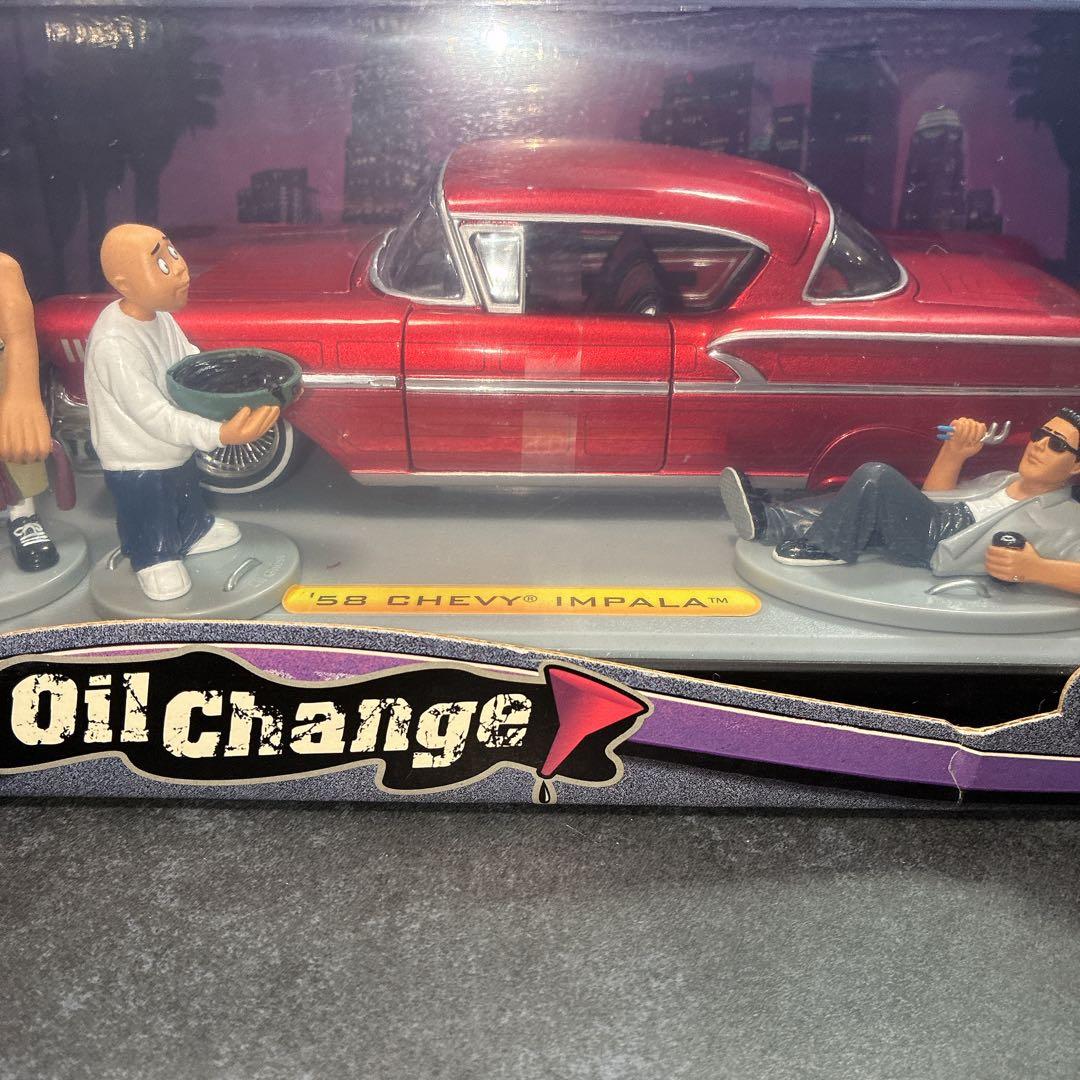 '58 CHEVY® IMPALA™
Oil Change